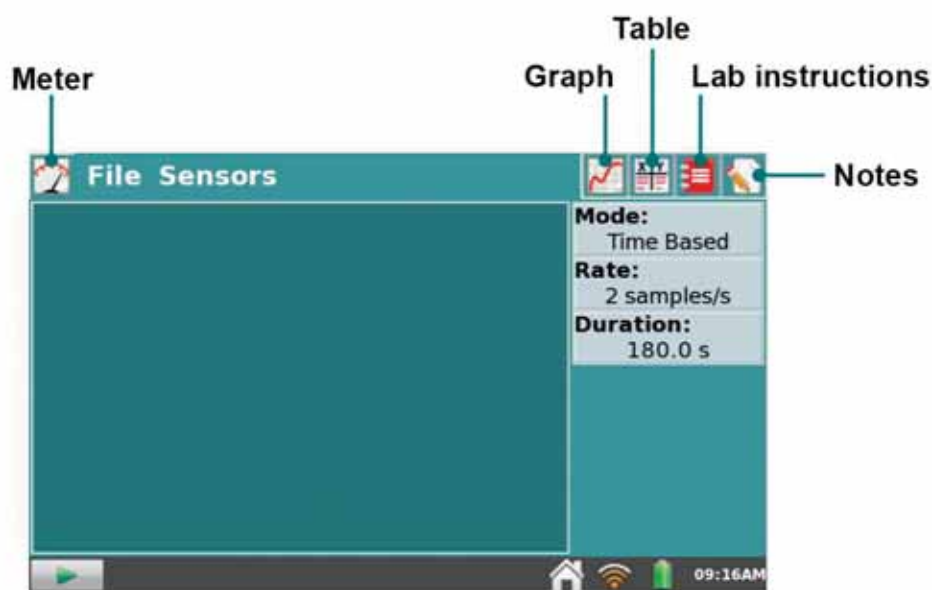 Table
Meter
Graph
Lab instructions
File Sensors
X Y
Notes
Mode:
Time Based
Rate:
2 samples/s
Duration:
180.0 s
09:16AM